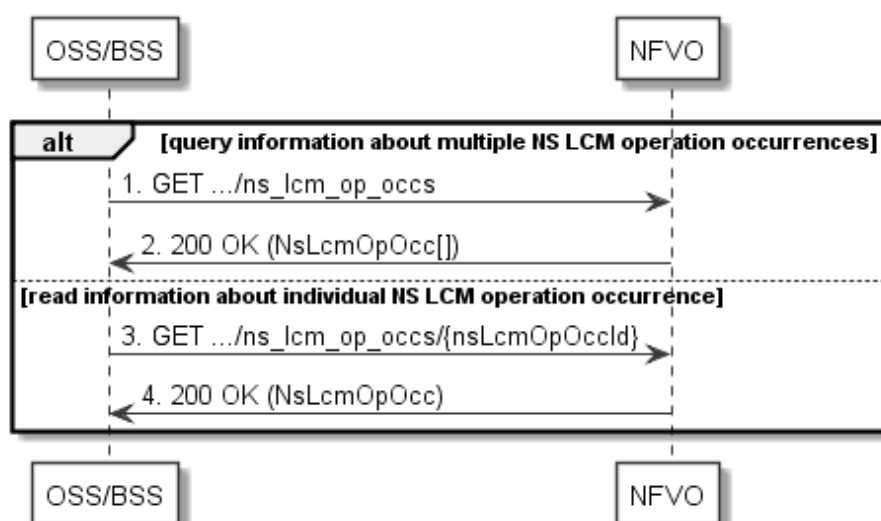 OSS/BSS NFVO
alt [query information about multiple NS LCM operation occurrences]
1. GET .../ns_lcm_op_occs
2. 200 OK (NsLcmOpOcc[])
[read information about individual NS LCM operation occurrence]
3. GET .../ns_lcm_op_occs/{nsLcmOpOccId}
4. 200 OK (NsLcmOpOcc)
OSS/BSS NFVO